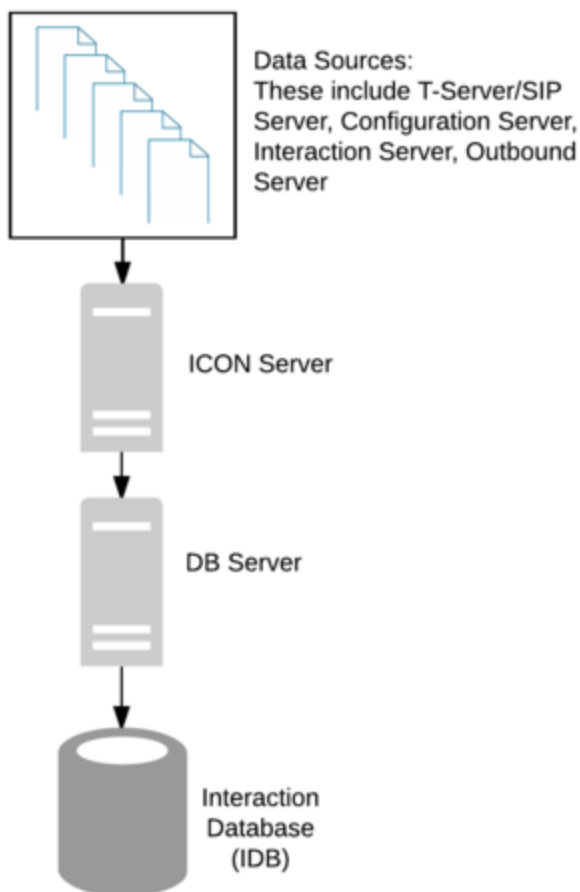 Data Sources:
These include T-Server/SIP
Server, Configuration Server,
Interaction Server, Outbound
Server
ICON Server
DB Server
Interaction
Database
(IDB)